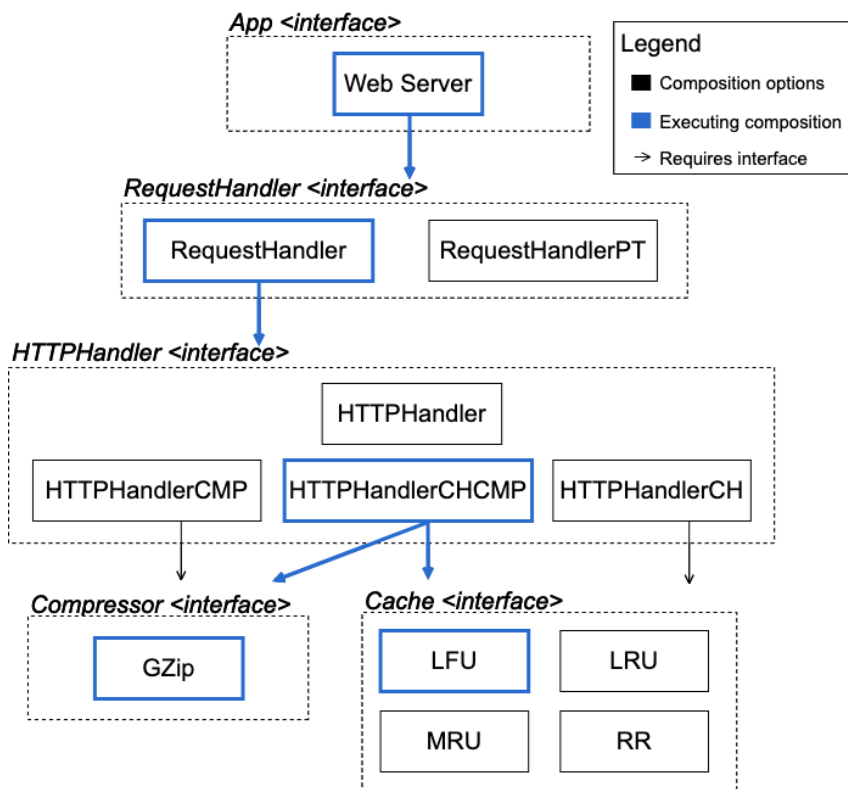 App <interface>
Web Server
Legend
Composition options
Executing composition
Requires interface
RequestHandler <interface>
RequestHandler
RequestHandlerPT
HTTPHandler <interface>
HTTPHandler
HTTPHandlerCMP
HTTPHandlerCHCMP
HTTPHandlerCH
Compressor <interface>
Cache <interface>
GZip
LFU
LRU
MRU
RR